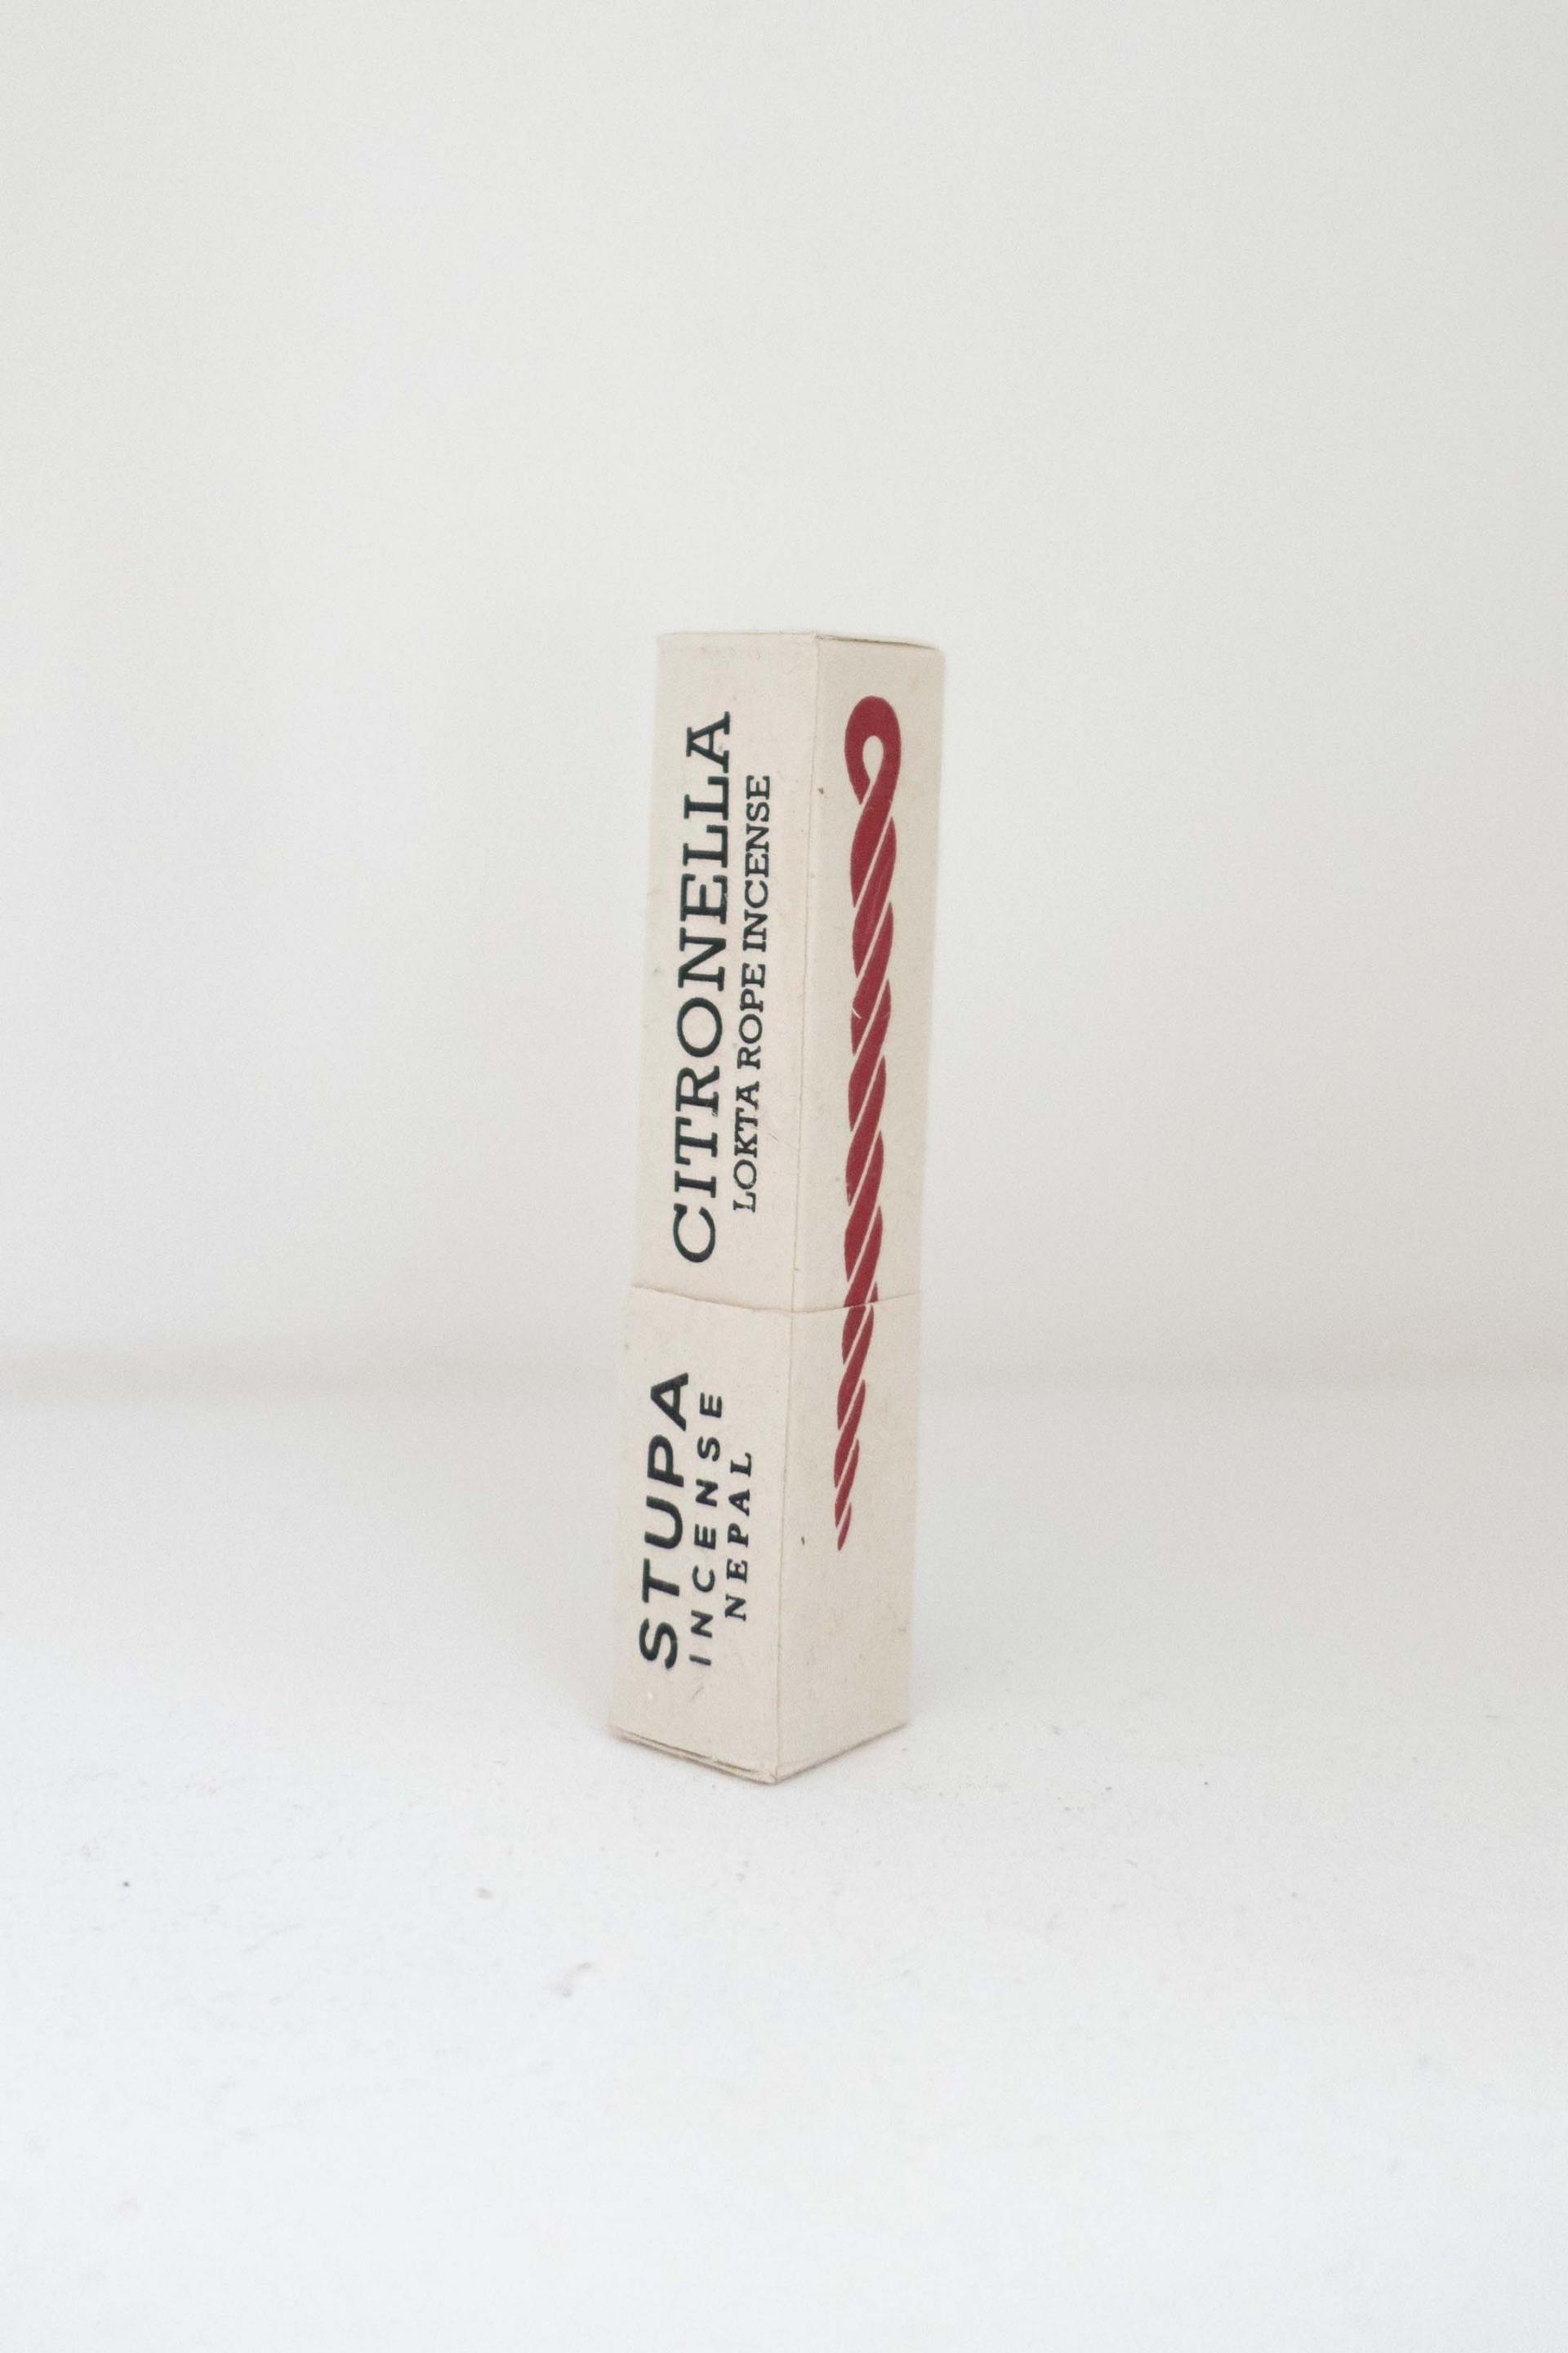 CITRONELLA
LOKTA ROPE INCENSE
STUPA
INCENSE
NEPAL